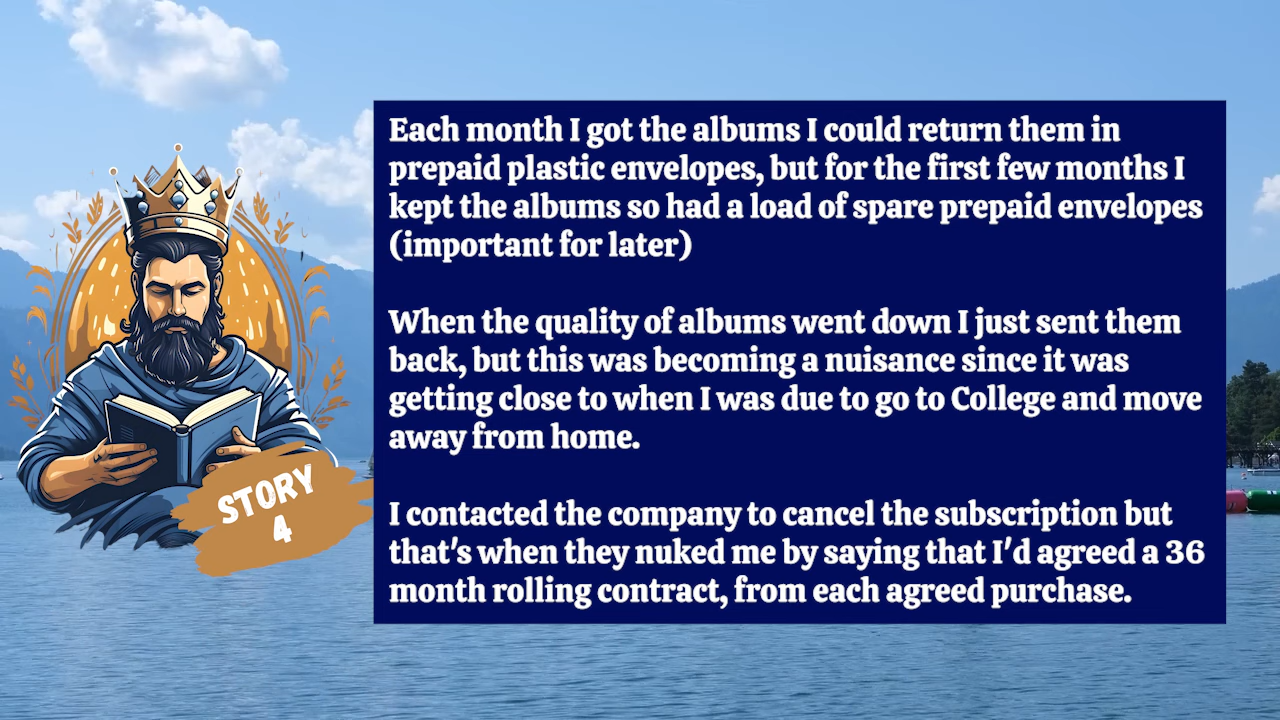 Each month I got the albums I could return them in
prepaid plastic envelopes, but for the first few months I
kept the albums so had a load of spare prepaid envelopes
(important for later)
When the quality of albums went down I just sent them
back, but this was becoming a nuisance since it was
getting close to when I was due to go to College and move
away from home.
I contacted the company to cancel the subscription but
that's when they nuked me by saying that I'd agreed a 36
month rolling contract, from each agreed purchase.
STORY
4